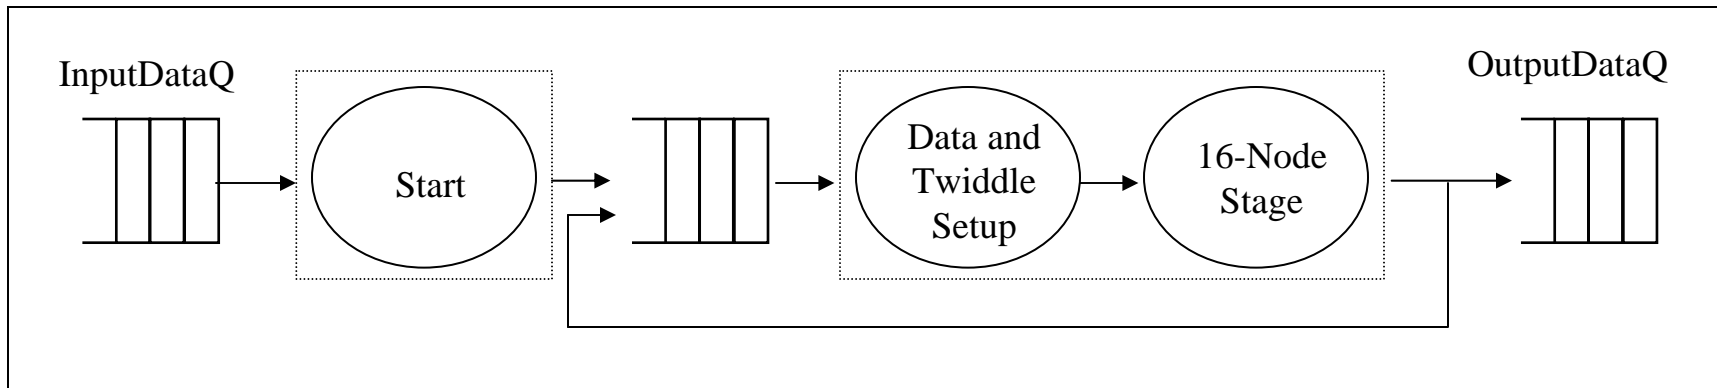 InputDataQ
Start
Data and
Twiddle
Setup
16-Node
Stage
OutputDataQ